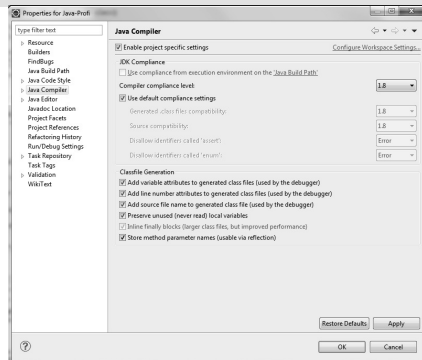 Properties for Java-Profi
type filter text
Resource
Builders
FindBugs
Java Build Path
Java Code Style
Java Compiler
Java Editor
Javadoc Location
Project Facets
Project References
Refactoring History
Run/Debug Settings
Task Repository
Task Tags
Validation
WikiText
Java Compiler
Enable project specific settings
Configure Workspace Settings...
JDK Compliance
Use compliance from execution environment on the 'Java Build Path'
Compiler compliance level:
1.8
Use default compliance settings
Generated .class files compatibility:
1.8
Source compatibility:
1.8
Disallow identifiers called 'assert':
Error
Disallow identifiers called 'enum':
Error
Classfile Generation
Add variable attributes to generated class files (used by the debugger)
Add line number attributes to generated class files (used by the debugger)
Add source file name to generated class file (used by the debugger)
Preserve unused (never read) local variables
Inline finally blocks (larger class files, but improved performance)
Store method parameter names (usable via reflection)
Restore Defaults
Apply
OK
Cancel